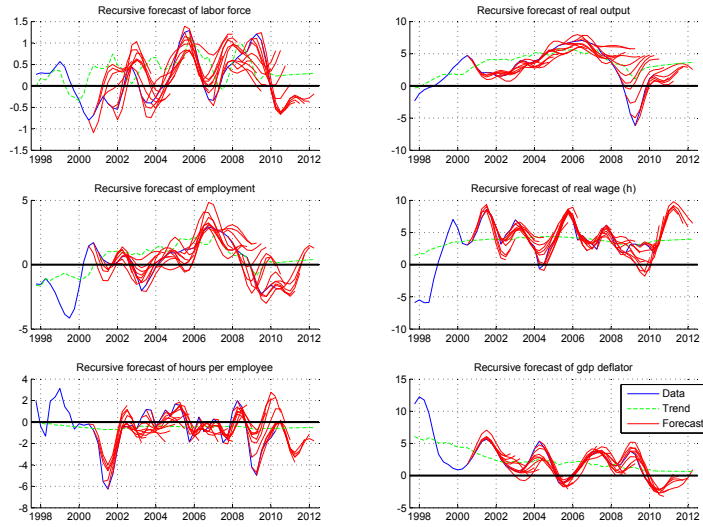 Recursive forecast of labor force
1.5
1
0.5
0
-0.5
-1
-1.5
1998 2000 2002 2004 2006 2008 2010 2012
Recursive forecast of real output
10
5
0
-5
-10
1998 2000 2002 2004 2006 2008 2010 2012
Recursive forecast of employment
5
0
-5
1998 2000 2002 2004 2006 2008 2010 2012
Recursive forecast of real wage (h)
10
5
0
-5
-10
1998 2000 2002 2004 2006 2008 2010 2012
Recursive forecast of hours per employee
4
2
0
-2
-4
-6
-8
1998 2000 2002 2004 2006 2008 2010 2012
Recursive forecast of gdp deflator
15
10
5
0
-5
1998 2000 2002 2004 2006 2008 2010 2012
Data
Trend
Forecast